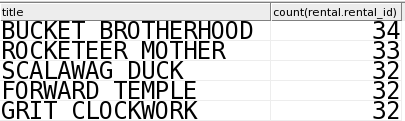 title count(rental.rental_id)
BUCKET BROTHERHOOD 34
ROCKETEER MOTHER 33
SCALAWAG DUCK 32
FORWARD TEMPLE 32
GRIT CLOCKWORK 32